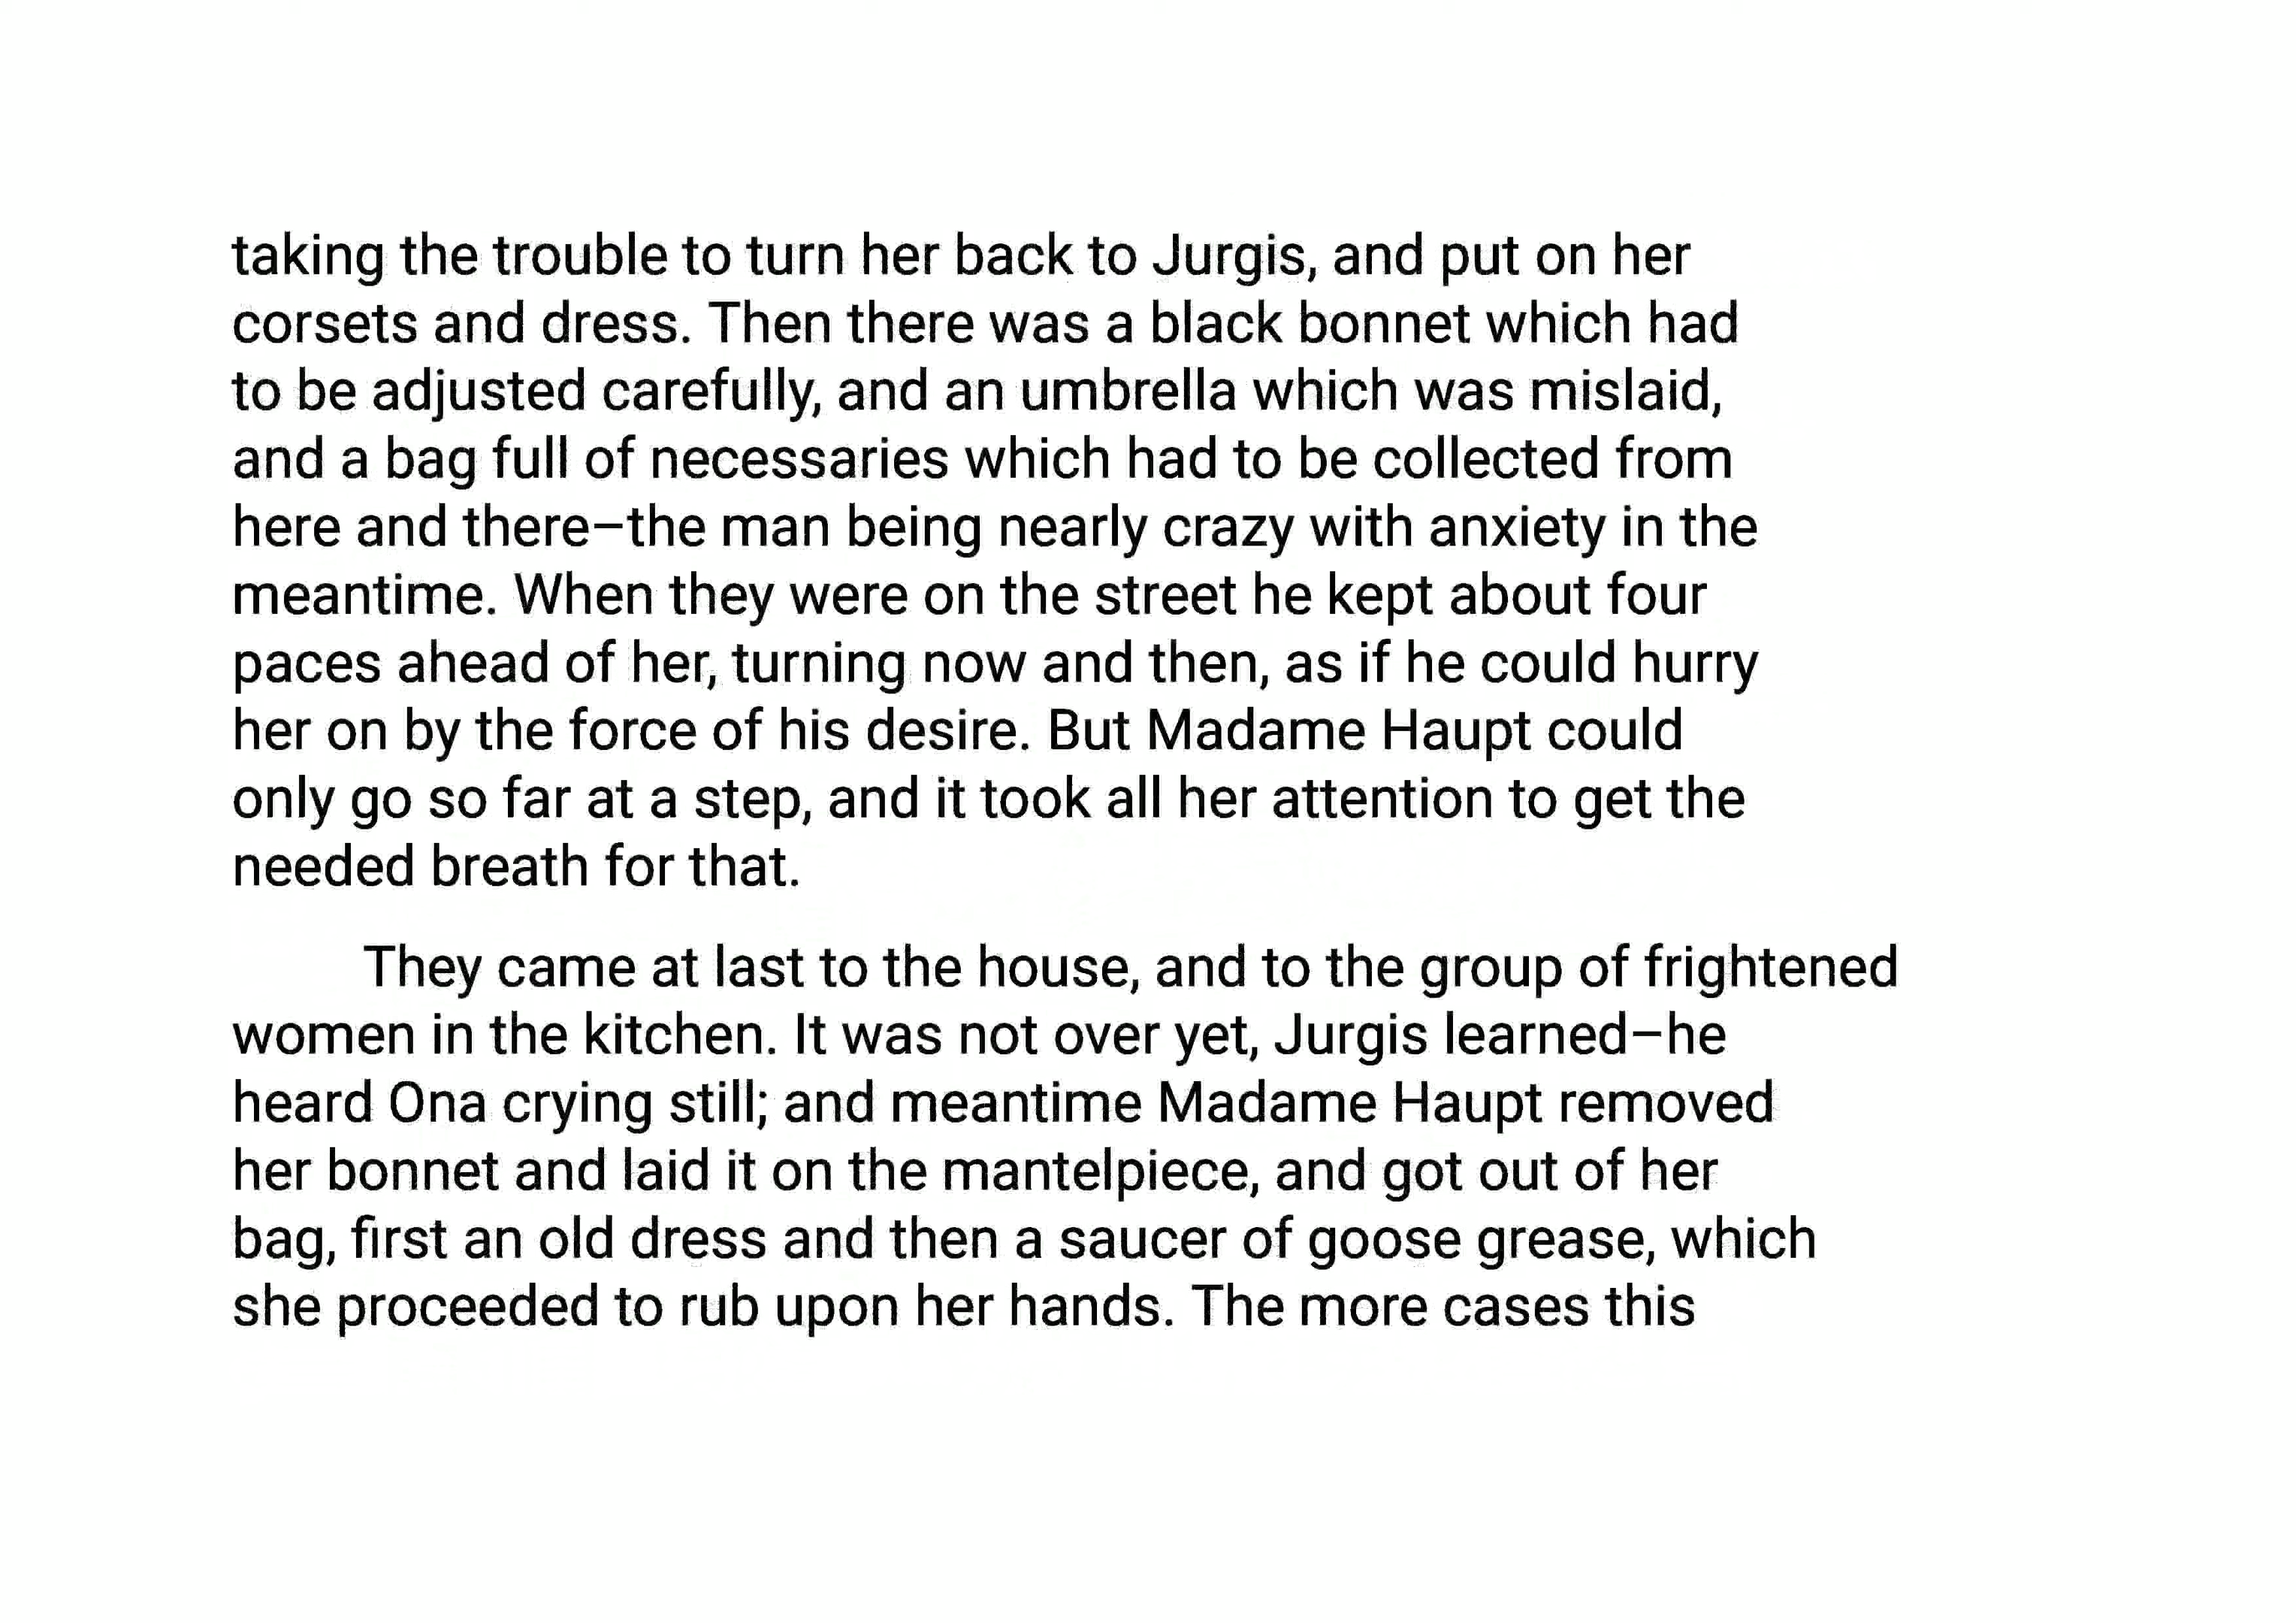 taking the trouble to turn her back to Jurgis, and put on her
corsets and dress. Then there was a black bonnet which had
to be adjusted carefully, and an umbrella which was mislaid,
and a bag full of necessaries which had to be collected from
here and there–the man being nearly crazy with anxiety in the
meantime. When they were on the street he kept about four
paces ahead of her, turning now and then, as if he could hurry
her on by the force of his desire. But Madame Haupt could
only go so far at a step, and it took all her attention to get the
needed breath for that.
They came at last to the house, and to the group of frightened
women in the kitchen. It was not over yet, Jurgis learned–he
heard Ona crying still; and meantime Madame Haupt removed
her bonnet and laid it on the mantelpiece, and got out of her
bag, first an old dress and then a saucer of goose grease, which
she proceeded to rub upon her hands. The more cases this